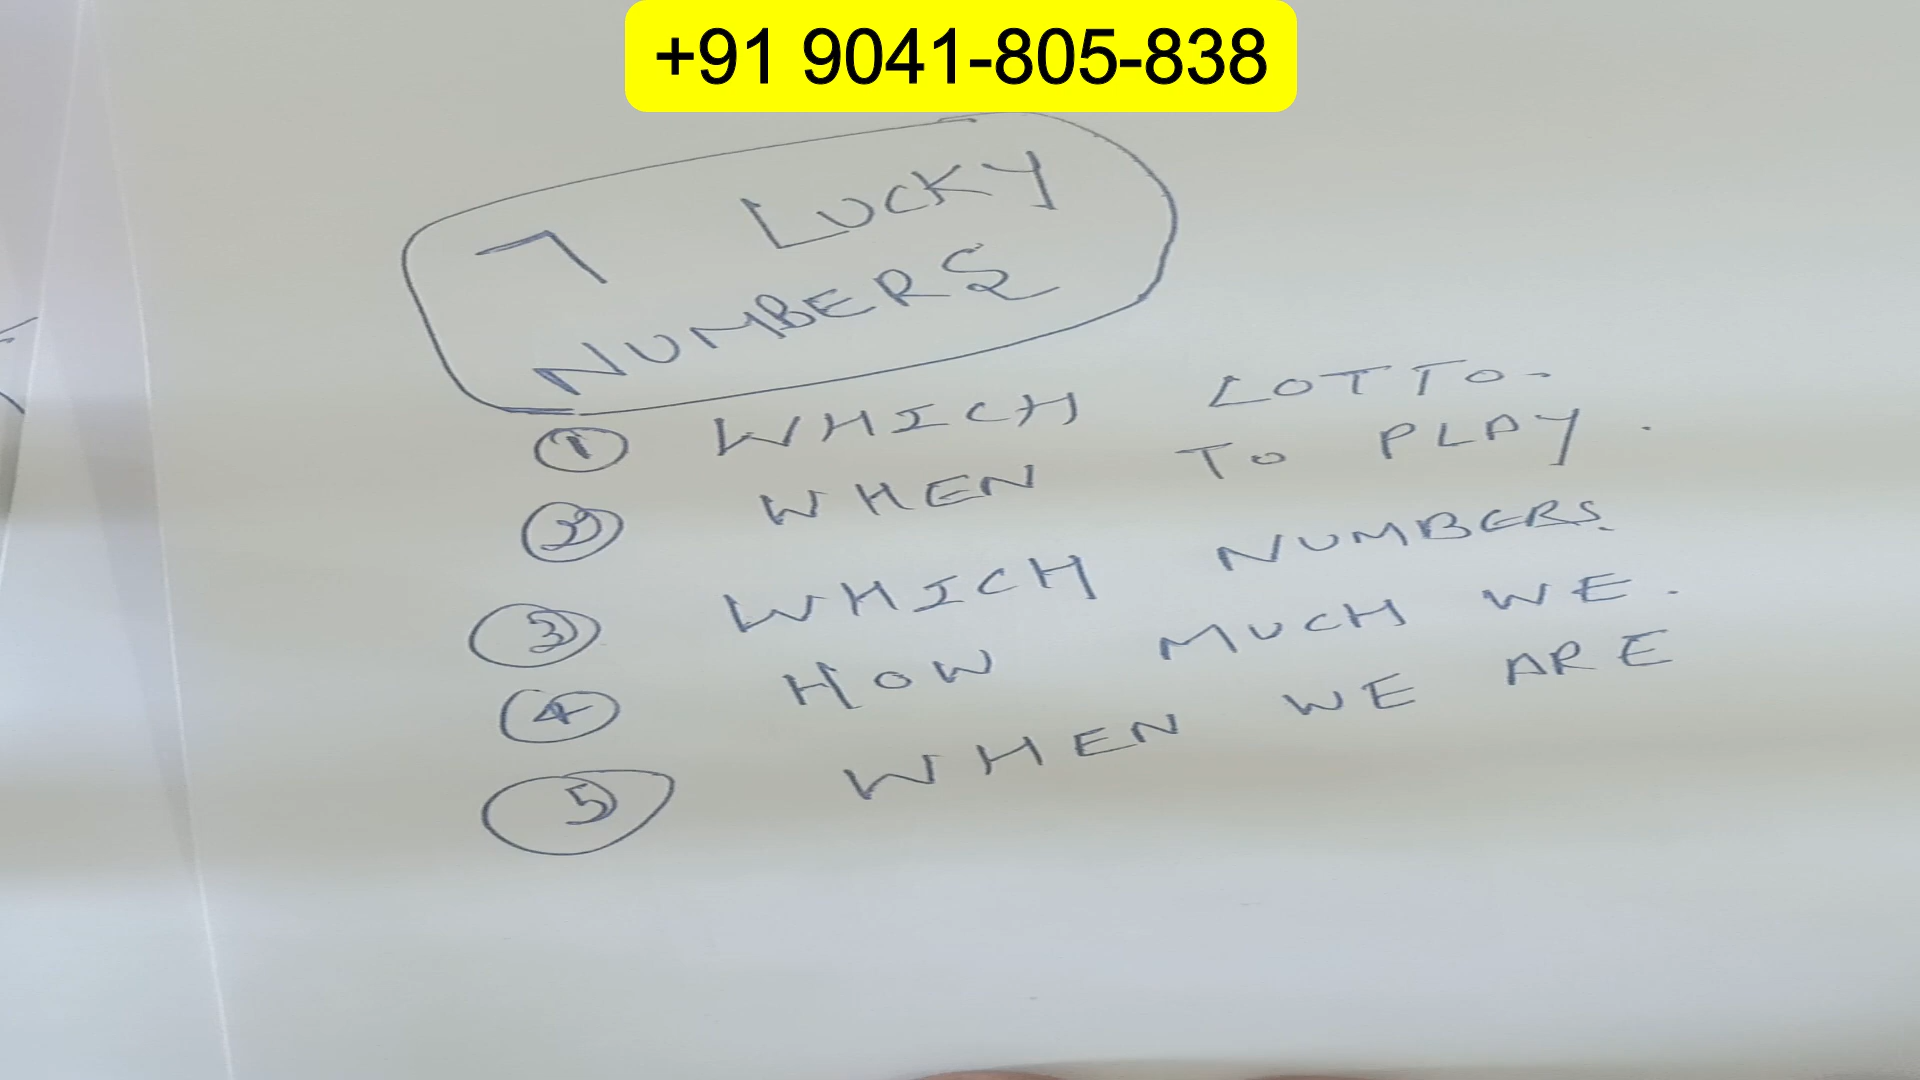 +91 9041-805-838
7 LUCKY
NUMBERS
1 WHICH LOTTO.
2 WHEN TO PLAY.
3 WHICH NUMBERS.
4 HOW MUCH WE.
5 WHEN WE ARE